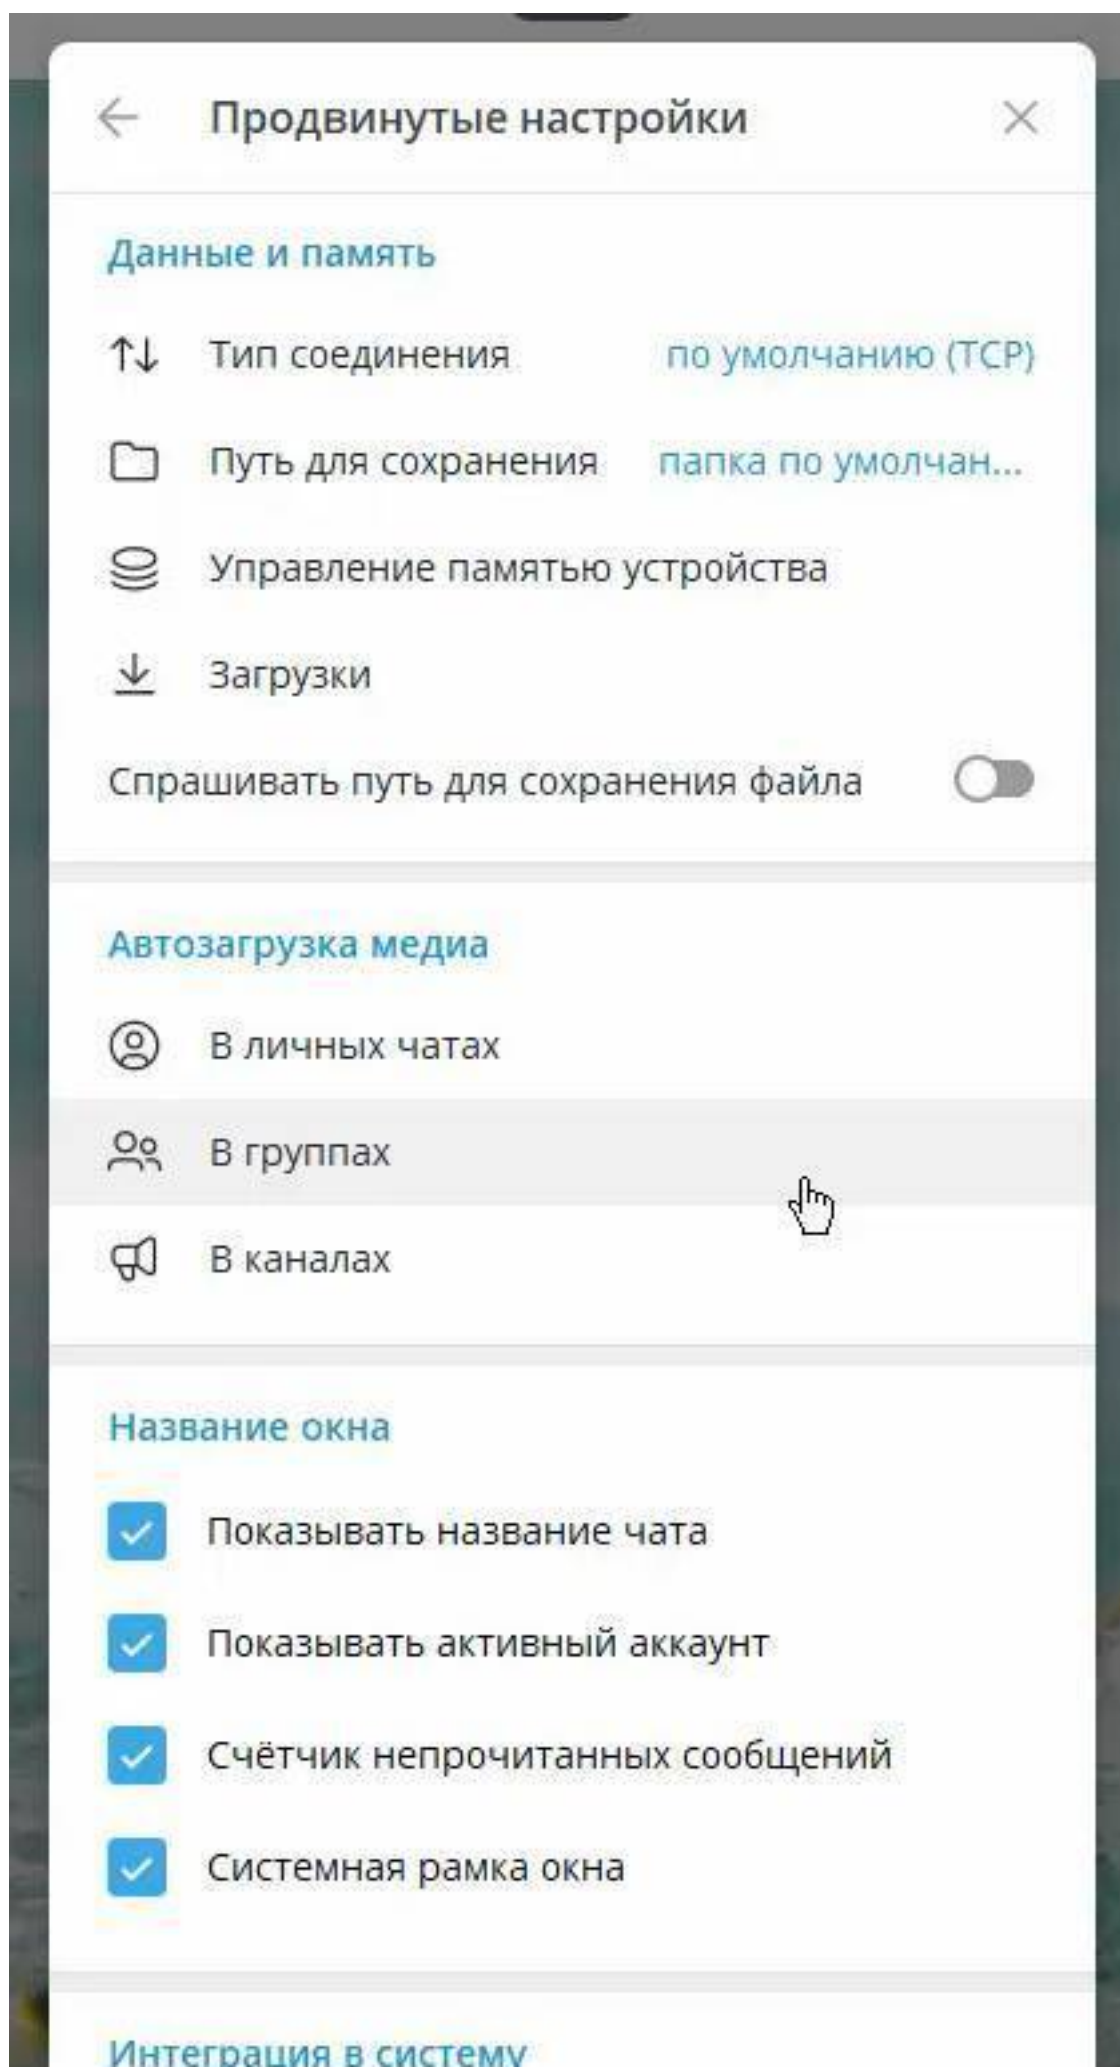 Продвинутые настройки
Данные и память
Тип соединения по умолчанию (TCP)
Путь для сохранения папка по умолчан...
Управление памятью устройства
Загрузки
Спрашивать путь для сохранения файла
Автозагрузка медиа
В личных чатах
В группах
В каналах
Название окна
Показывать название чата
Показывать активный аккаунт
Счётчик непрочитанных сообщений
Системная рамка окна
Интеграция в систему